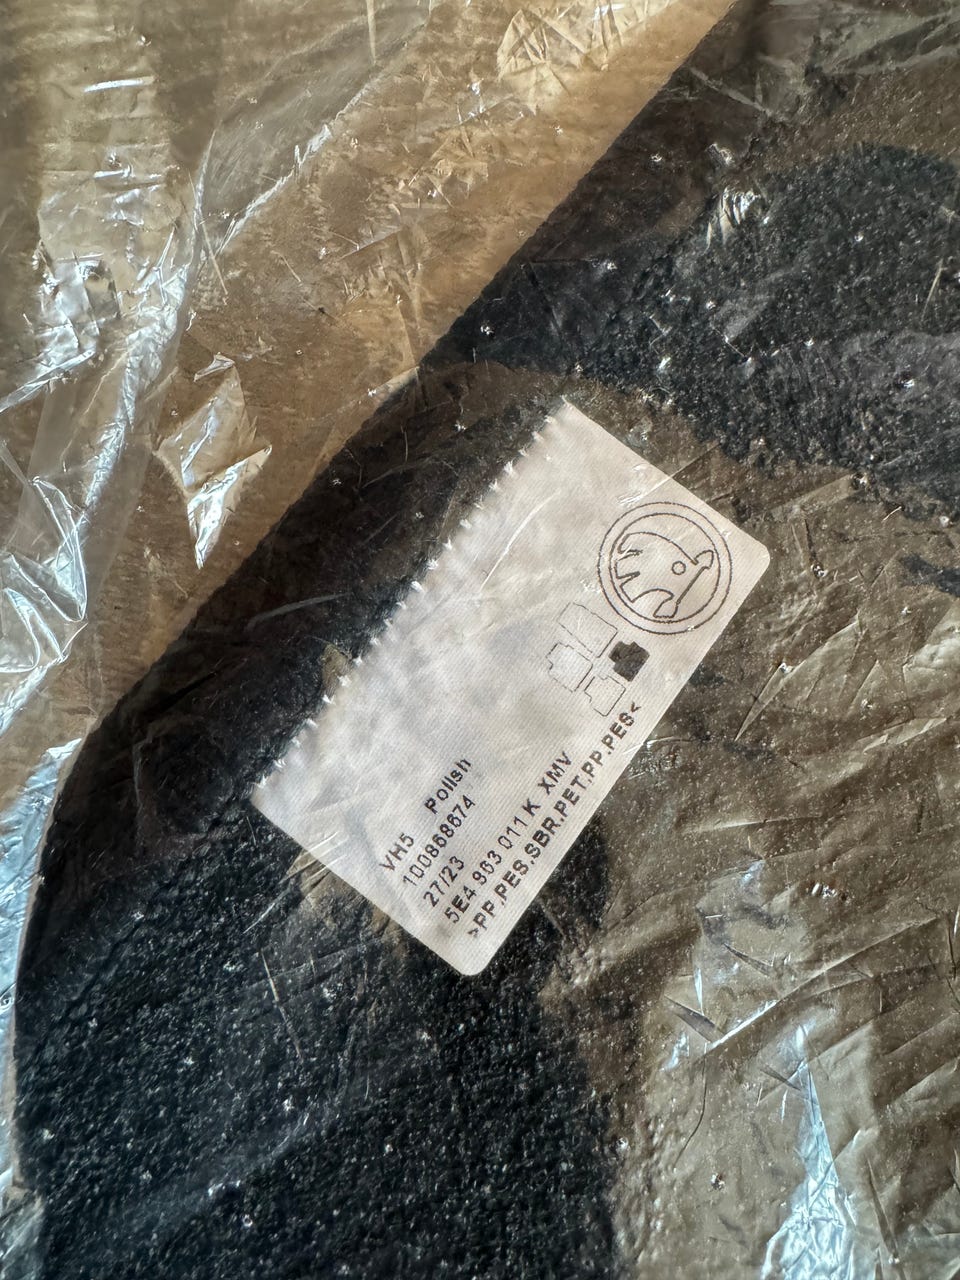 VH5 Polish
100868674
27/23
5E4 963 011 K XMV
>PP,PES,SBR,PET,PP,PES<